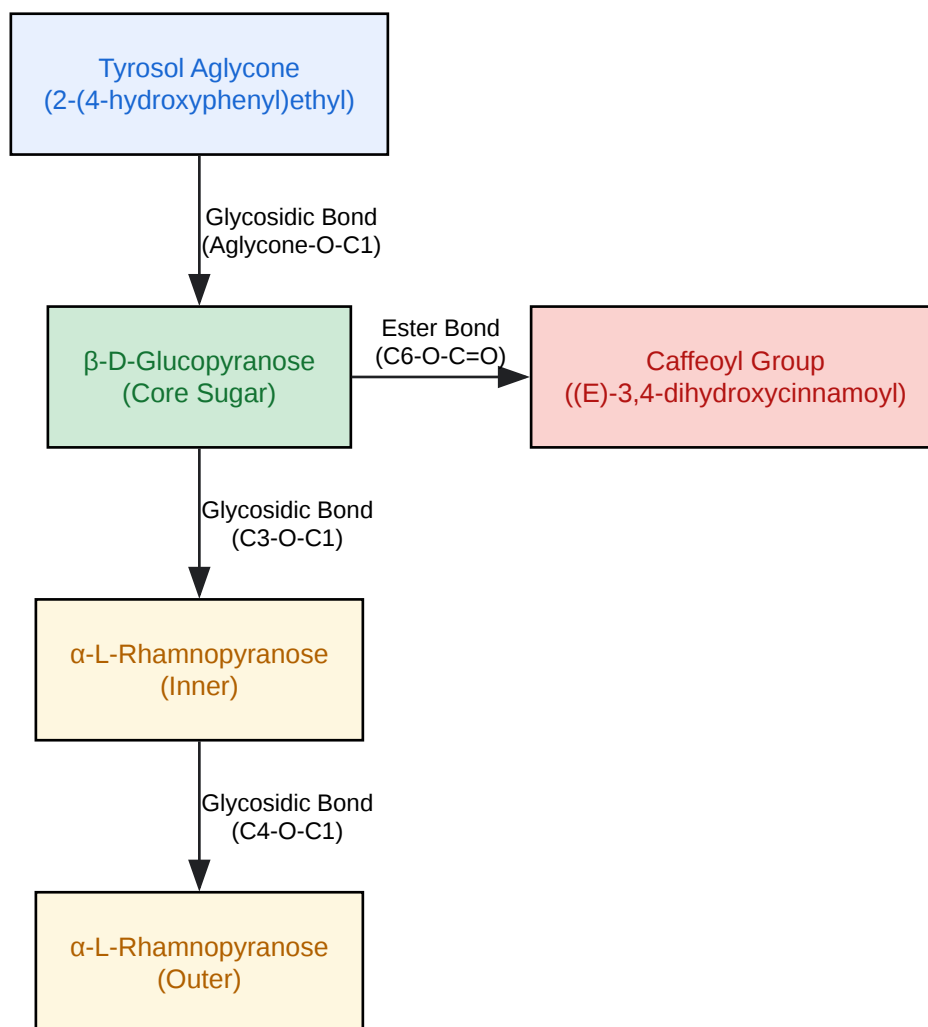 Tyrosol Aglycone
(2-(4-hydroxyphenyl)ethyl)
Glycosidic Bond
(Aglycone-O-C1)
β-D-Glucopyranose
(Core Sugar)
Ester Bond
(C6-O-C=O)
Caffeoyl Group
((E)-3,4-dihydroxycinnamoyl)
Glycosidic Bond
(C3-O-C1)
α-L-Rhamnopyranose
(Inner)
Glycosidic Bond
(C4-O-C1)
α-L-Rhamnopyranose
(Outer)